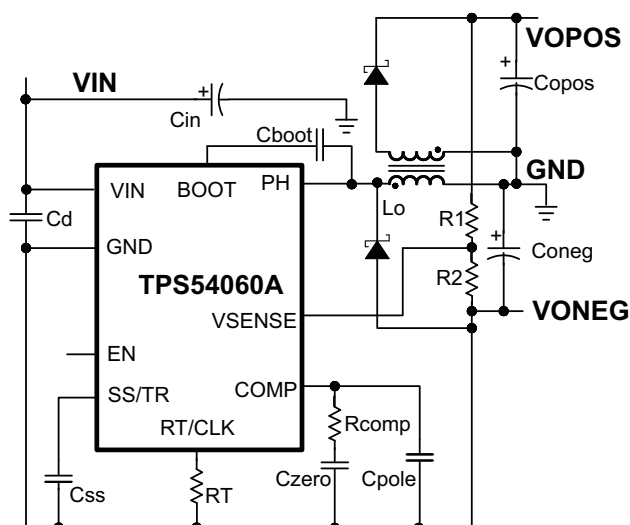 VOPOS
VIN
+
+
Copos
Cin
Cboot
GND
VIN
BOOT
PH
Lo
R1
Cd
GND
+
Coneg
TPS54060A
R2
VSENSE
VONEG
EN
SS/TR
COMP
RT/CLK
Rcomp
Css
RT
Czero
Cpole